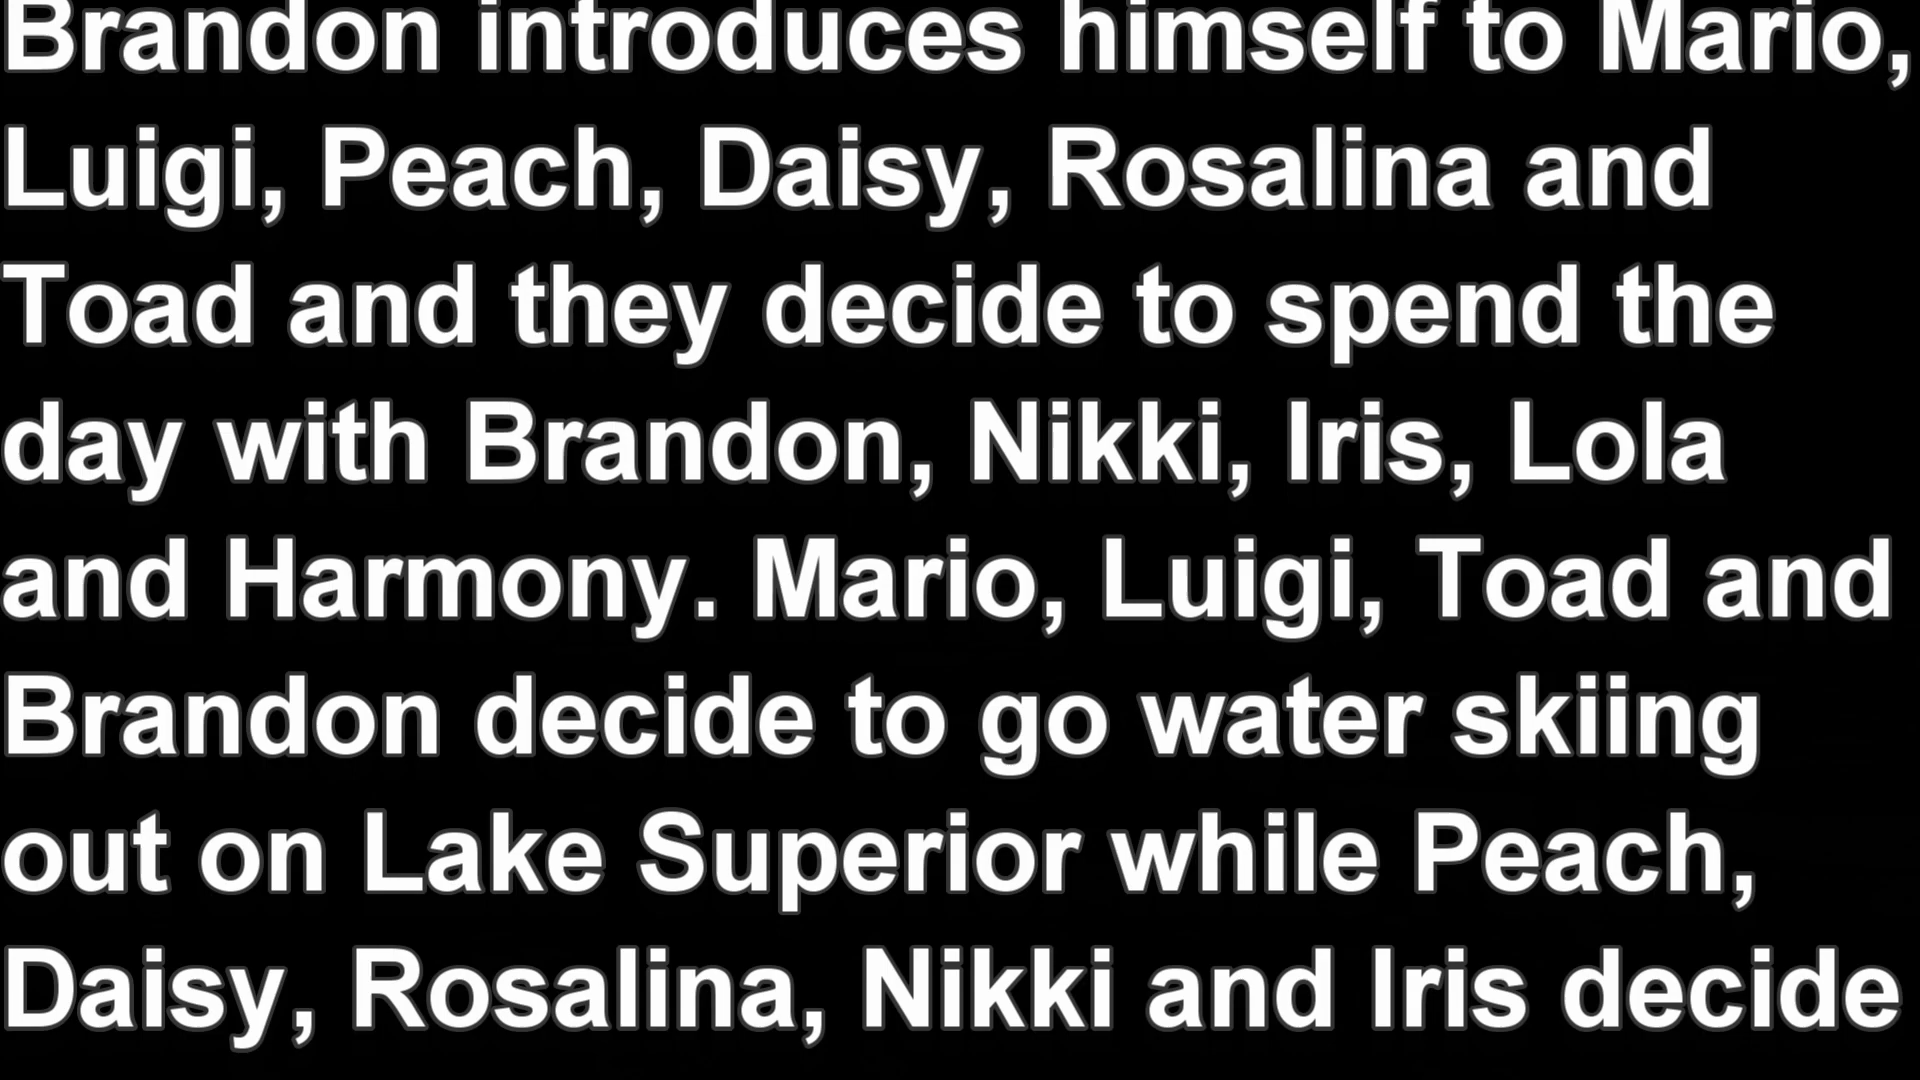 Brandon introduces himself to Mario,
Luigi, Peach, Daisy, Rosalina and
Toad and they decide to spend the
day with Brandon, Nikki, Iris, Lola
and Harmony. Mario, Luigi, Toad and
Brandon decide to go water skiing
out on Lake Superior while Peach,
Daisy, Rosalina, Nikki and Iris decide